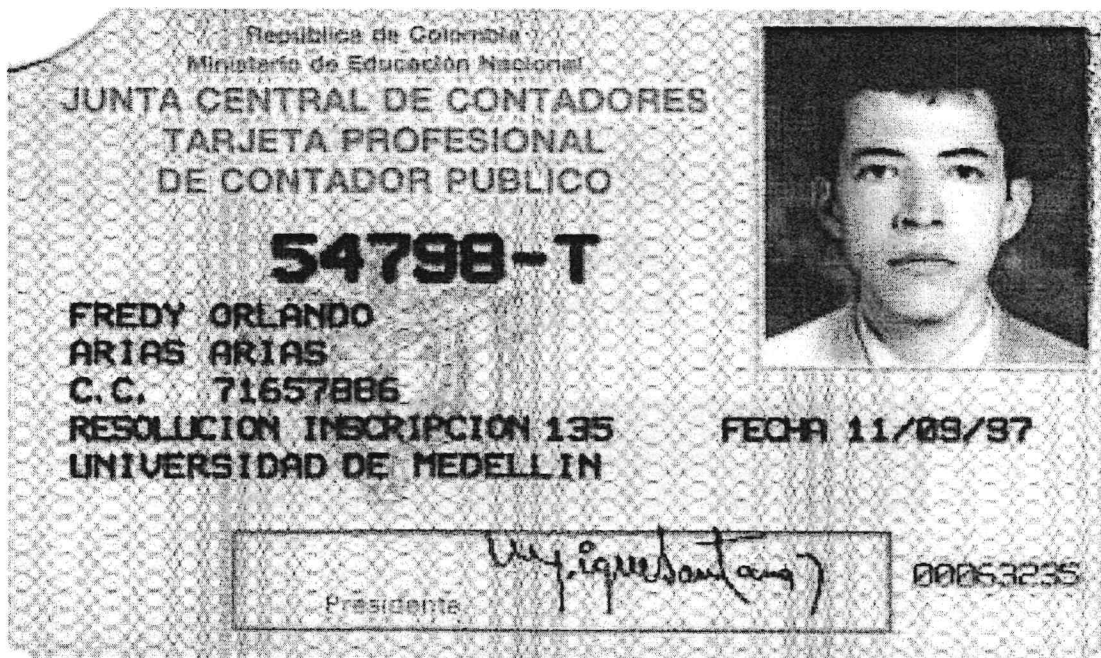 República de Colombia
Ministerio de Educación Nacional
JUNTA CENTRAL DE CONTADORES
TARJETA PROFESIONAL
DE CONTADOR PUBLICO
54798-T
FREDY ORLANDO
ARIAS ARIAS
C.C. 71657886
RESOLUCION INSCRIPCION 135 FECHA 11/09/97
UNIVERSIDAD DE MEDELLIN
Presidente
00053235